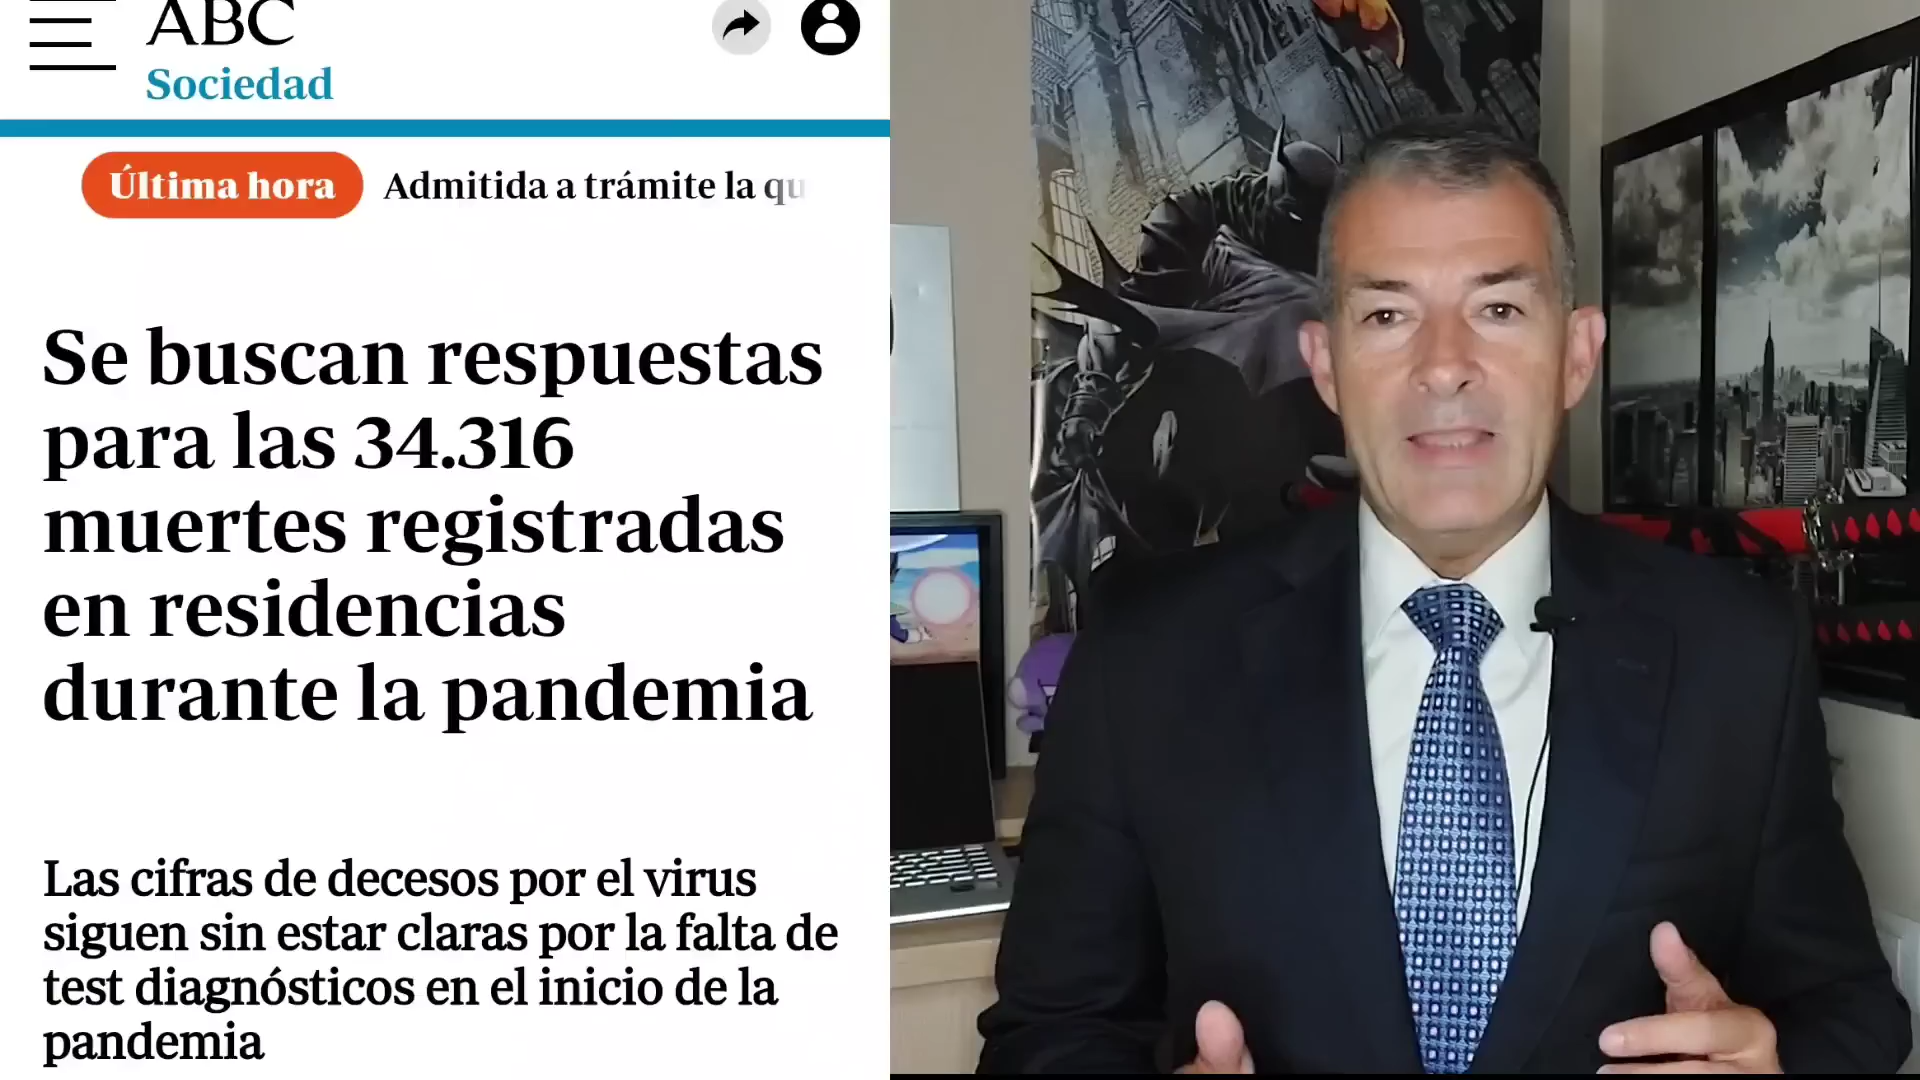 ABC
Sociedad
Última hora Admitida a trámite la qu
Se buscan respuestas
para las 34.316
muertes registradas
en residencias
durante la pandemia
Las cifras de decesos por el virus
siguen sin estar claras por la falta de
test diagnósticos en el inicio de la
pandemia